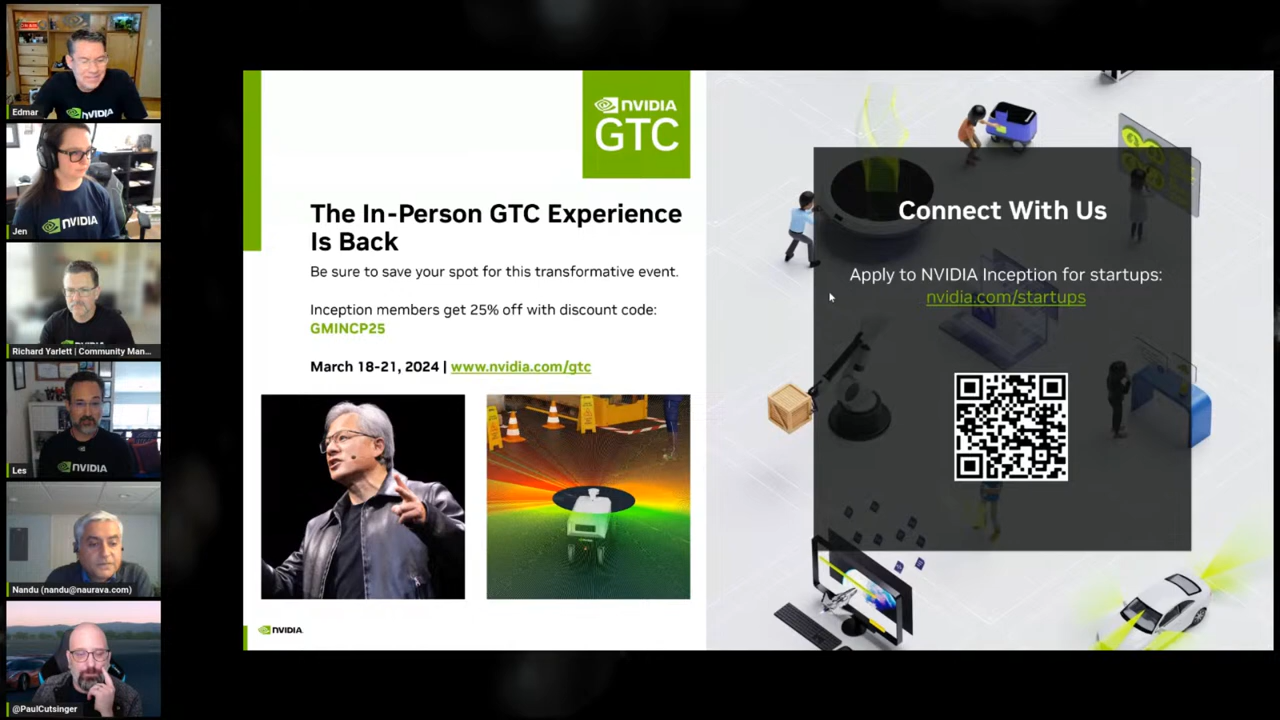 Edmar
NVIDIA
Jen
NVIDIA
Richard Yarlett | Community Man...
Les
NVIDIA
Nandu (nandu@naurava.com)
@PaulCutsinger
NVIDIA
GTC
The In-Person GTC Experience
Is Back
Be sure to save your spot for this transformative event.
Inception members get 25% off with discount code:
GMINCP25
March 18-21, 2024 | www.nvidia.com/gtc
NVIDIA.
Connect With Us
Apply to NVIDIA Inception for startups:
nvidia.com/startups